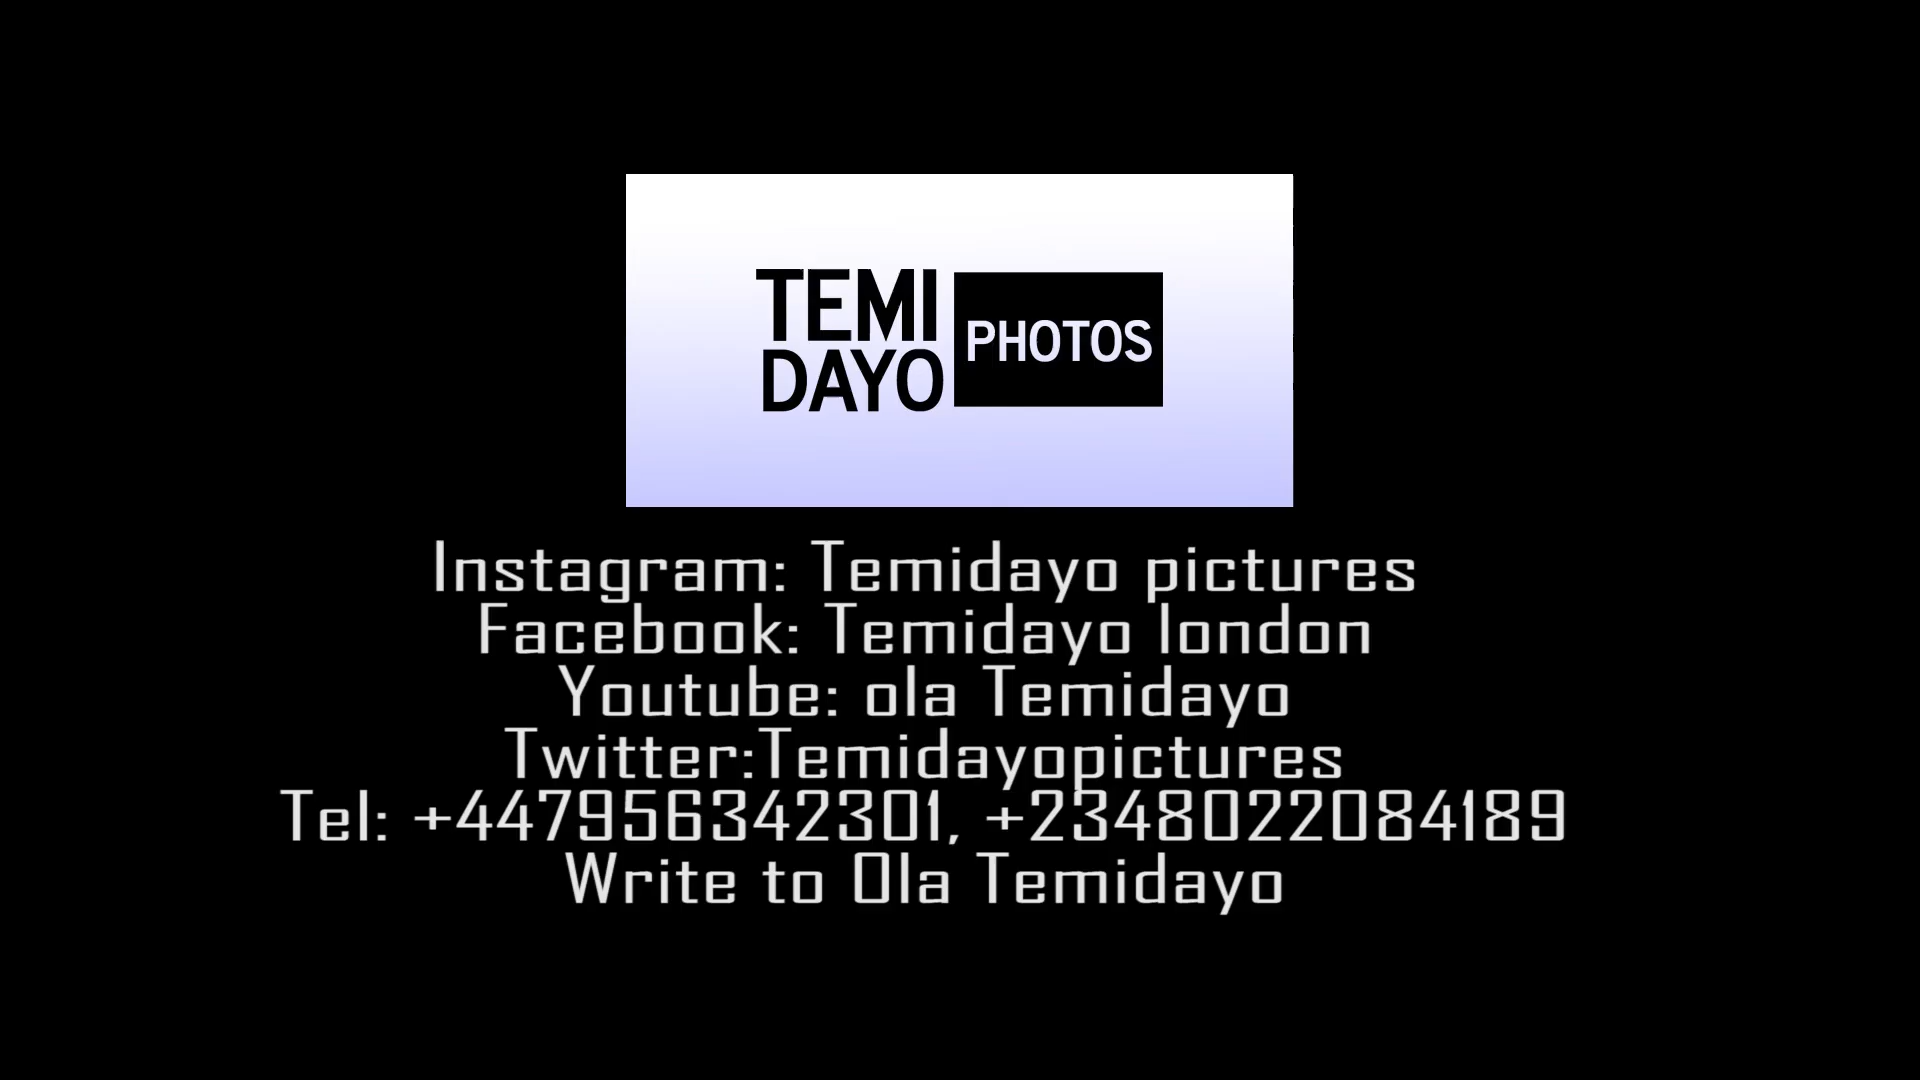 TEMI
DAYO
PHOTOS
Instagram: Temidayo pictures
Facebook: Temidayo london
Youtube: ola Temidayo
Twitter:Temidayopictures
Tel: +447956342301, +2348022084189
Write to Ola Temidayo